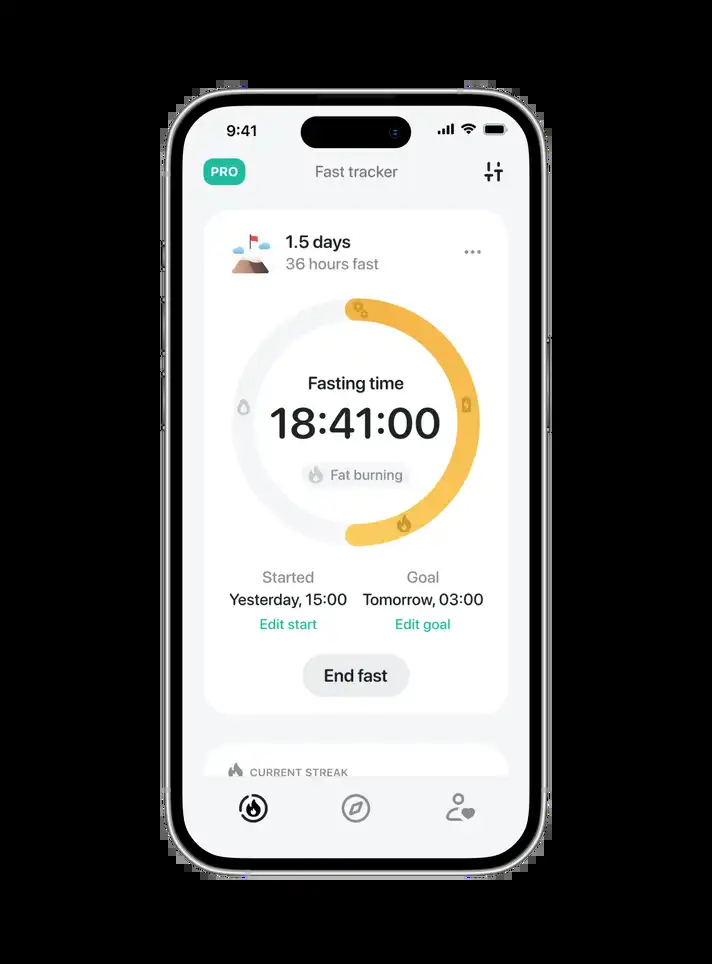 9:41
PRO
Fast tracker
1.5 days
36 hours fast
Fasting time
18:41:00
Fat burning
Started
Goal
Yesterday, 15:00
Tomorrow, 03:00
Edit start
Edit goal
End fast
CURRENT STREAK